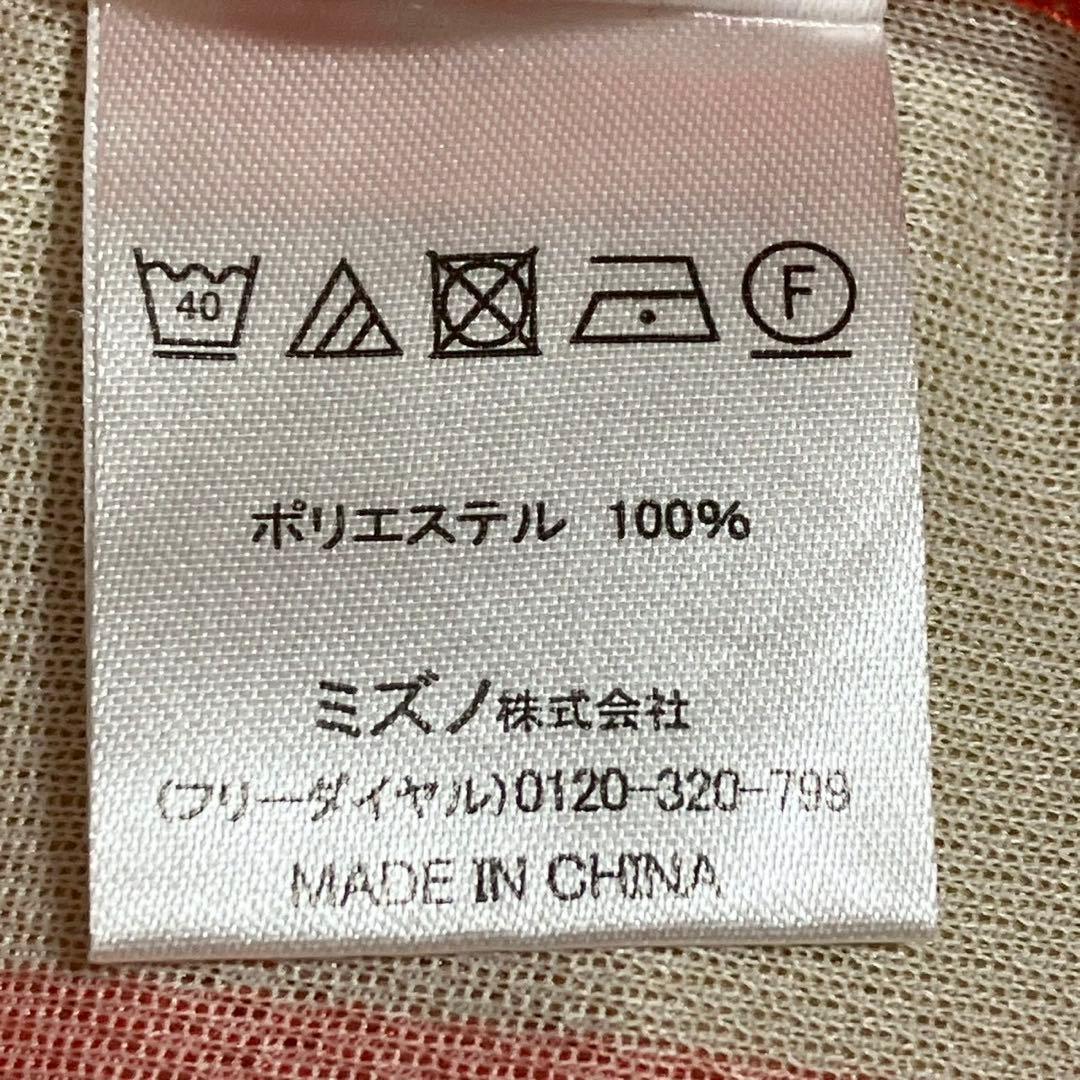 40 F
ポリエステル 100%
ミズノ株式会社
(フリーダイヤル)0120-320-799
MADE IN CHINA